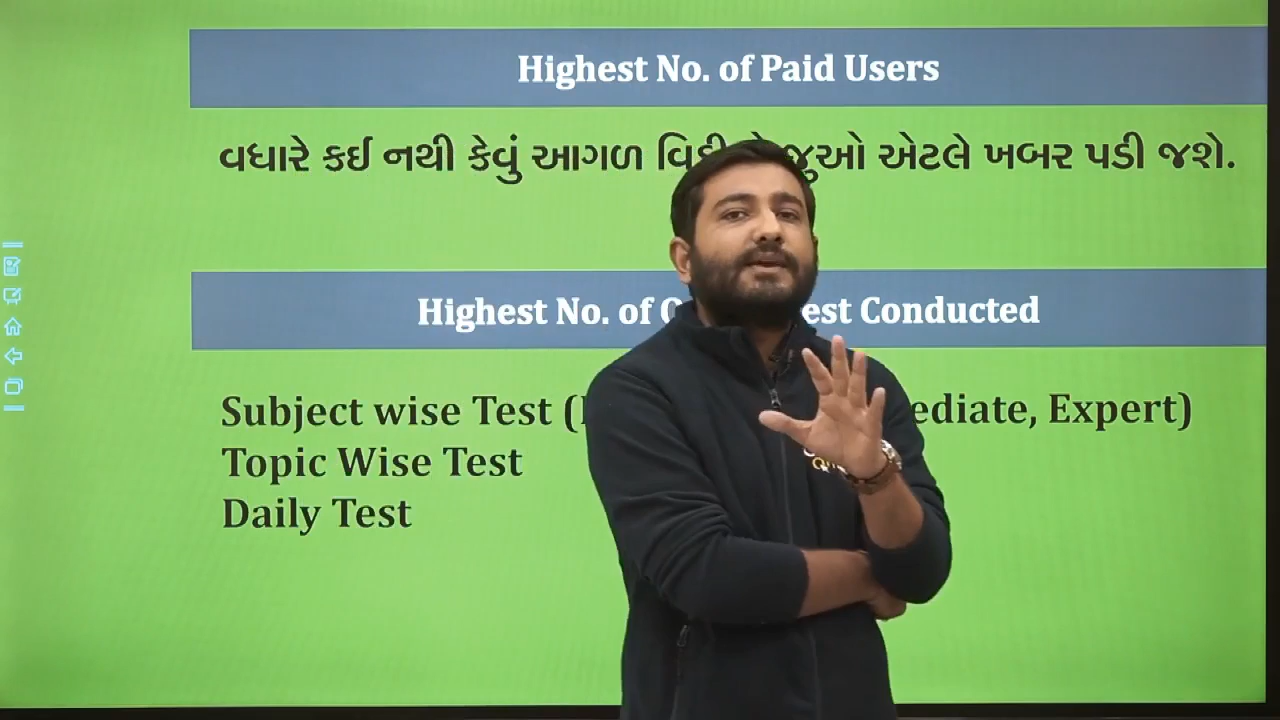 Highest No. of Paid Users
વધારે કઈ નથી કેવું આગળ જુઓ એટલે ખબર પડી જશે.
Highest No. of Conducted
Subject wise Test Expert)
Topic Wise Test
Daily Test